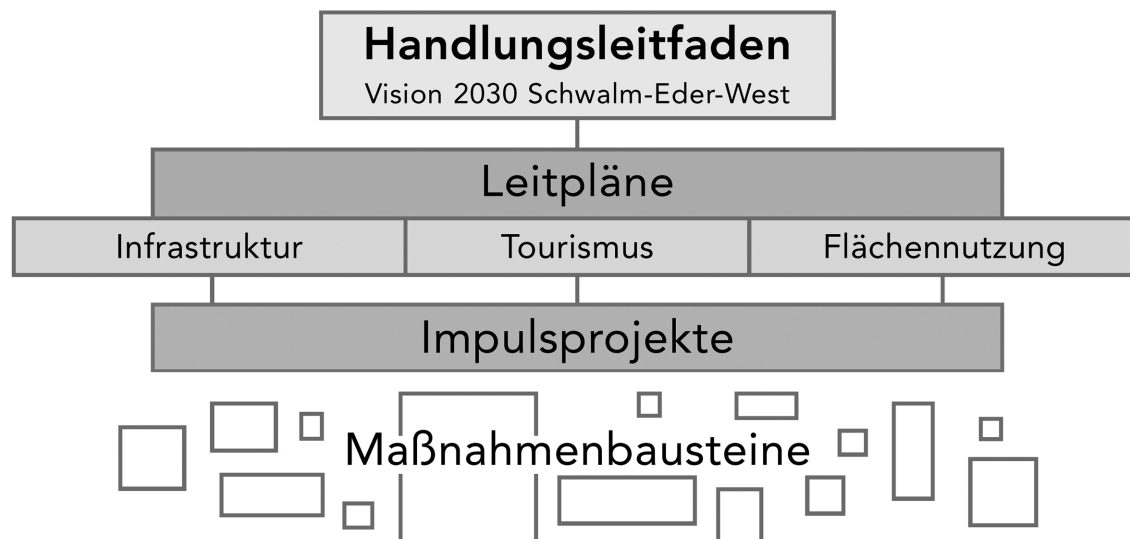 Handlungsleitfaden
Vision 2030 Schwalm-Eder-West
Leitpläne
Infrastruktur
Tourismus
Flächennutzung
Impulsprojekte
Maßnahmenbausteine